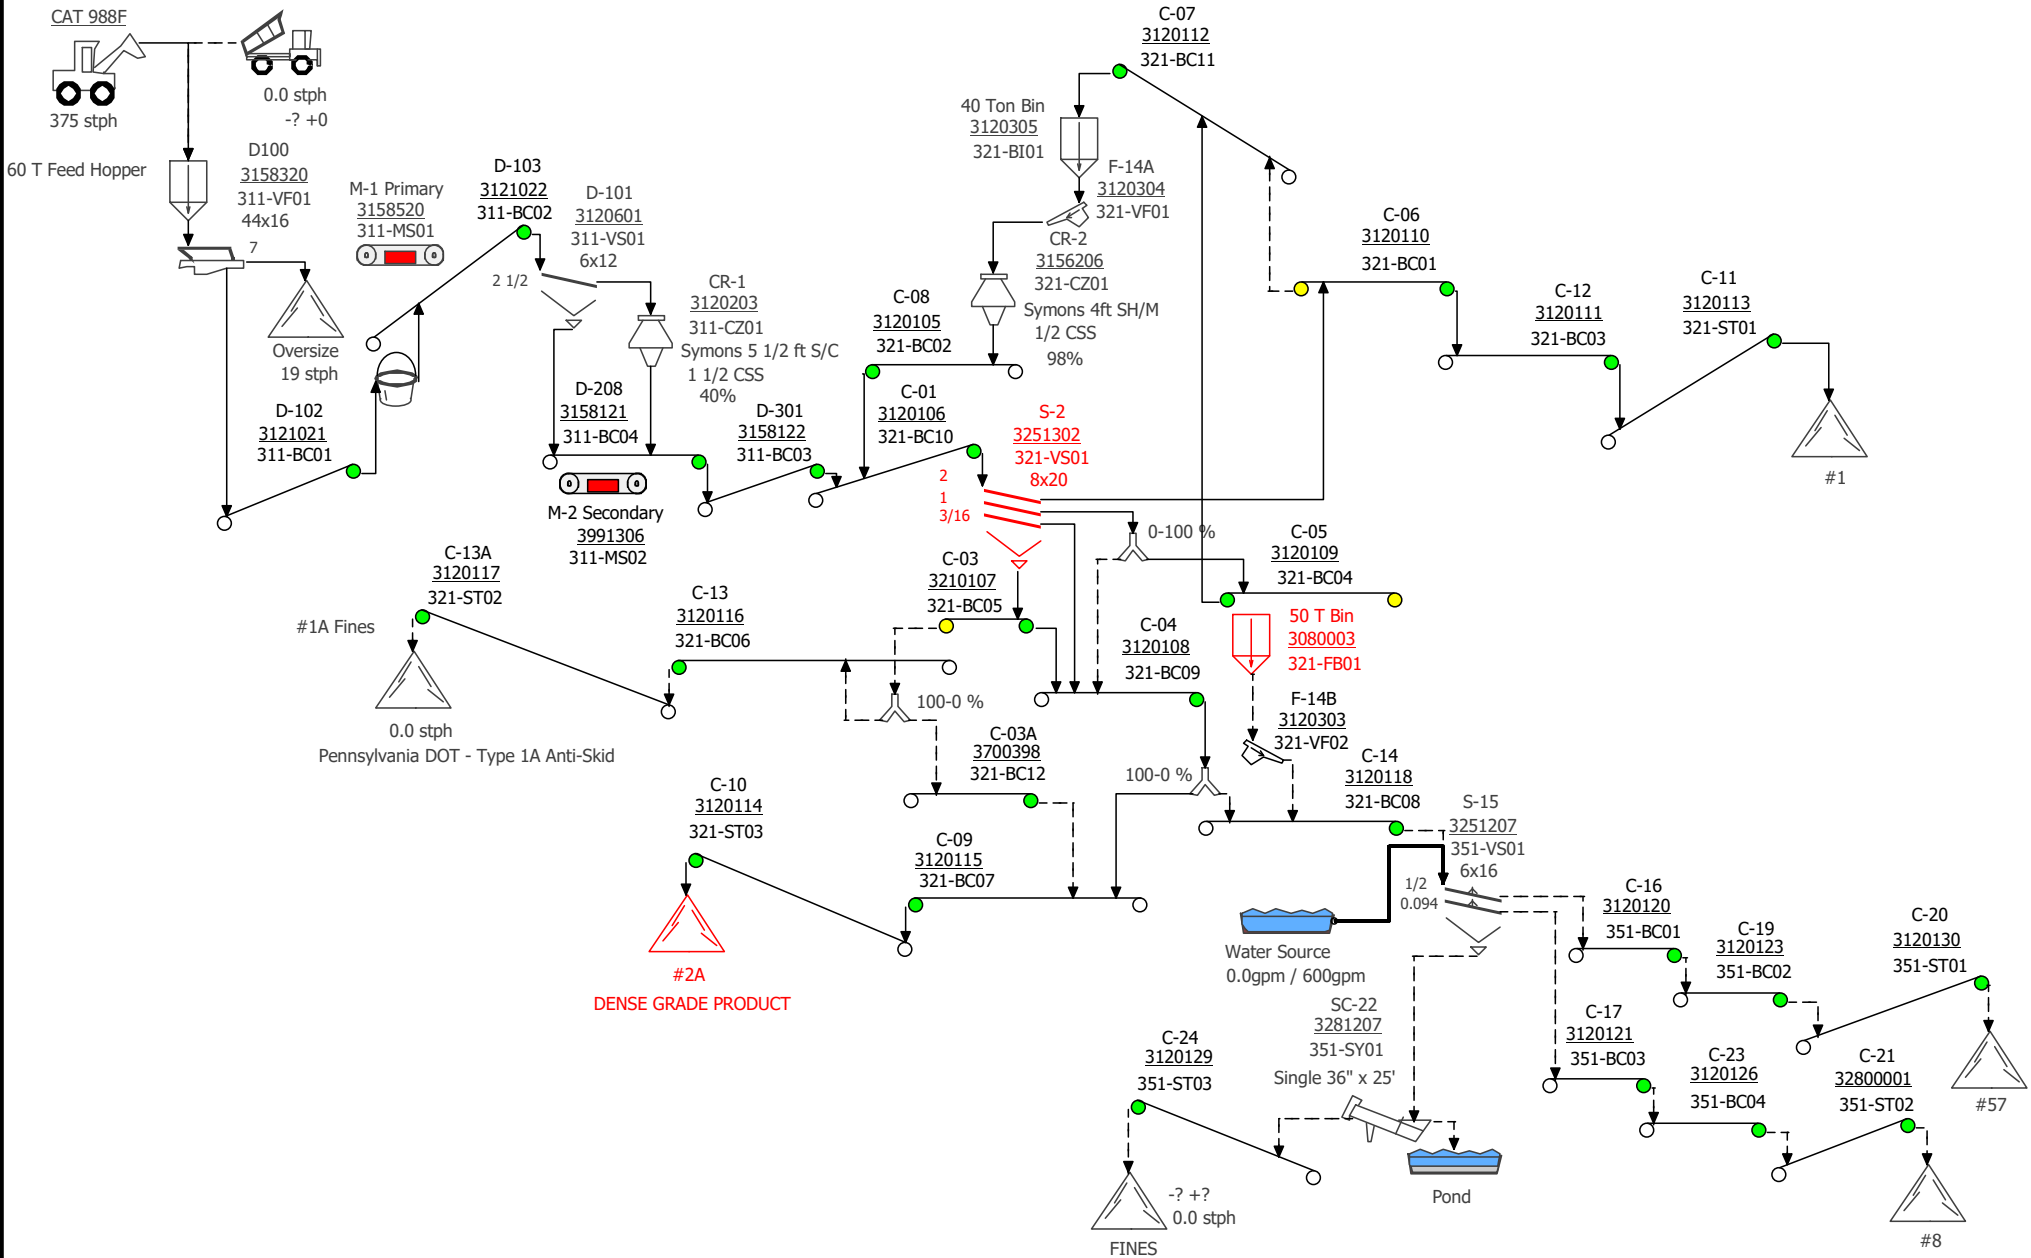 CAT 988F
375 stph
0.0 stph
-? +0
60 T Feed Hopper
D100
3158320
311-VF01
44x16
7
Oversize
19 stph
M-1 Primary
3158520
311-MS01
D-102
3121021
311-BC01
D-103
3121022
311-BC02
D-101
3120601
311-VS01
6x12
2 1/2
CR-1
3120203
311-CZ01
Symons 5 1/2 ft S/C
1 1/2 CSS
40%
D-208
3158121
311-BC04
M-2 Secondary
3991306
311-MS02
D-301
3158122
311-BC03
C-08
3120105
321-BC02
C-01
3120106
321-BC10
40 Ton Bin
3120305
321-BI01
F-14A
3120304
321-VF01
CR-2
3156206
321-CZ01
Symons 4ft SH/M
1/2 CSS
98%
C-07
3120112
321-BC11
C-06
3120110
321-BC01
C-12
3120111
321-BC03
C-11
3120113
321-ST01
#1
S-2
3251302
321-VS01
8x20
2
1
3/16
0-100 %
C-05
3120109
321-BC04
50 T Bin
3080003
321-FB01
C-03
3210107
321-BC05
C-04
3120108
321-BC09
C-13A
3120117
321-ST02
#1A Fines
0.0 stph
Pennsylvania DOT - Type 1A Anti-Skid
C-13
3120116
321-BC06
100-0 %
C-03A
3700398
321-BC12
F-14B
3120303
321-VF02
100-0 %
C-14
3120118
321-BC08
C-10
3120114
321-ST03
#2A
DENSE GRADE PRODUCT
C-09
3120115
321-BC07
S-15
3251207
351-VS01
6x16
1/2
0.094
Water Source
0.0gpm / 600gpm
C-16
3120120
351-BC01
C-19
3120123
351-BC02
C-20
3120130
351-ST01
#57
C-17
3120121
351-BC03
C-23
3120126
351-BC04
C-21
32800001
351-ST02
#8
SC-22
3281207
351-SY01
Single 36" x 25'
Pond
C-24
3120129
351-ST03
-? +?
0.0 stph
FINES